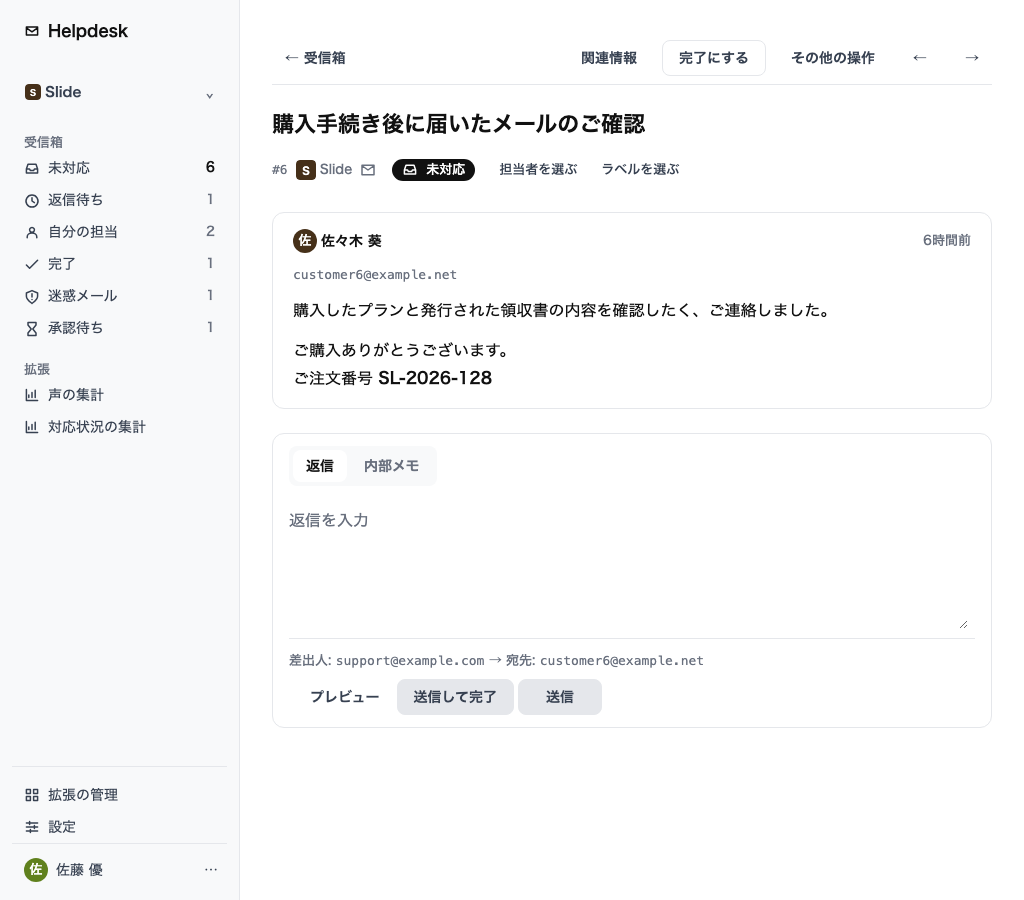 Helpdesk
S Slide
受信箱
未対応 6
返信待ち 1
自分の担当 2
完了 1
迷惑メール 1
承認待ち 1
拡張
声の集計
対応状況の集計
拡張の管理
設定
佐 佐藤 優 …
← 受信箱 関連情報 完了にする その他の操作 ← →
購入手続き後に届いたメールのご確認
#6 S Slide 未対応 担当者を選ぶ ラベルを選ぶ
佐 佐々木 葵 6時間前
customer6@example.net
購入したプランと発行された領収書の内容を確認したく、ご連絡しました。
ご購入ありがとうございます。
ご注文番号 SL-2026-128
返信 内部メモ
返信を入力
差出人: support@example.com → 宛先: customer6@example.net
プレビュー 送信して完了 送信